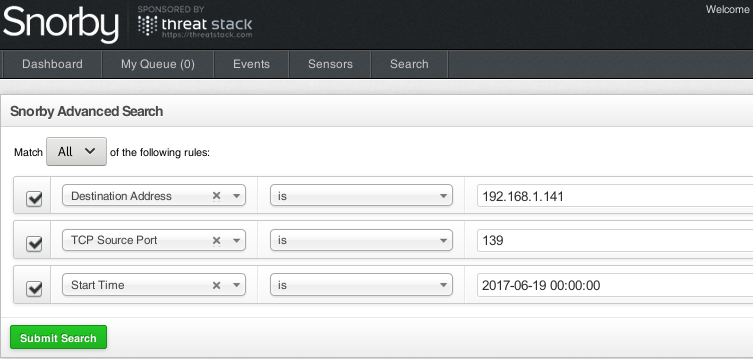 Snorby
SPONSORED BY
threat stack
https://threatstack.com
Welcome
Dashboard My Queue (0) Events Sensors Search
Snorby Advanced Search
Match All of the following rules:
Destination Address is 192.168.1.141
TCP Source Port is 139
Start Time is 2017-06-19 00:00:00
Submit Search